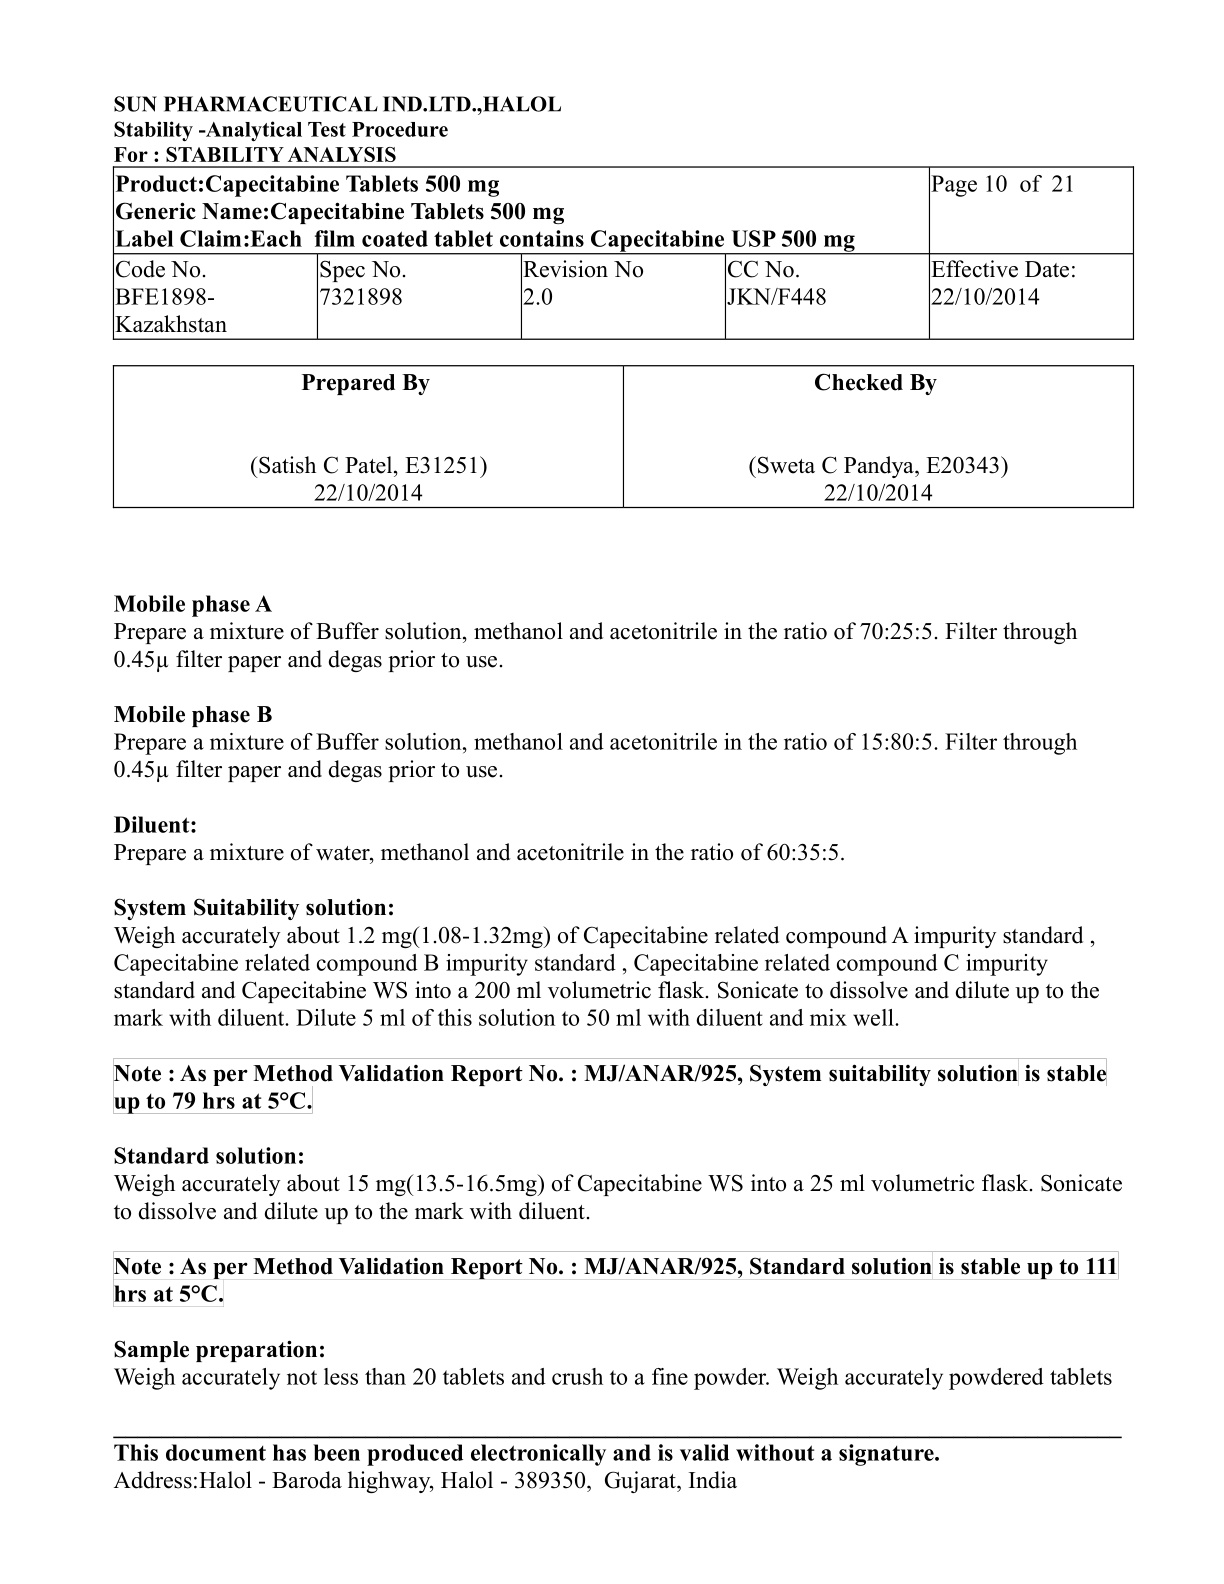 SUN PHARMACEUTICAL IND.LTD.,HALOL
Stability -Analytical Test Procedure
For : STABILITY ANALYSIS
Product:Capecitabine Tablets 500 mg
Generic Name:Capecitabine Tablets 500 mg
Label Claim:Each film coated tablet contains Capecitabine USP 500 mg
Page 10 of 21
Code No.
BFE1898-
Kazakhstan
Spec No.
7321898
Revision No
2.0
CC No.
JKN/F448
Effective Date:
22/10/2014
Prepared By
(Satish C Patel, E31251)
22/10/2014
Checked By
(Sweta C Pandya, E20343)
22/10/2014
Mobile phase A
Prepare a mixture of Buffer solution, methanol and acetonitrile in the ratio of 70:25:5. Filter through
0.45µ filter paper and degas prior to use.
Mobile phase B
Prepare a mixture of Buffer solution, methanol and acetonitrile in the ratio of 15:80:5. Filter through
0.45µ filter paper and degas prior to use.
Diluent:
Prepare a mixture of water, methanol and acetonitrile in the ratio of 60:35:5.
System Suitability solution:
Weigh accurately about 1.2 mg(1.08-1.32mg) of Capecitabine related compound A impurity standard ,
Capecitabine related compound B impurity standard , Capecitabine related compound C impurity
standard and Capecitabine WS into a 200 ml volumetric flask. Sonicate to dissolve and dilute up to the
mark with diluent. Dilute 5 ml of this solution to 50 ml with diluent and mix well.
Note : As per Method Validation Report No. : MJ/ANAR/925, System suitability solution is stable
up to 79 hrs at 5°C.
Standard solution:
Weigh accurately about 15 mg(13.5-16.5mg) of Capecitabine WS into a 25 ml volumetric flask. Sonicate
to dissolve and dilute up to the mark with diluent.
Note : As per Method Validation Report No. : MJ/ANAR/925, Standard solution is stable up to 111
hrs at 5°C.
Sample preparation:
Weigh accurately not less than 20 tablets and crush to a fine powder. Weigh accurately powdered tablets
This document has been produced electronically and is valid without a signature.
Address:Halol - Baroda highway, Halol - 389350, Gujarat, India